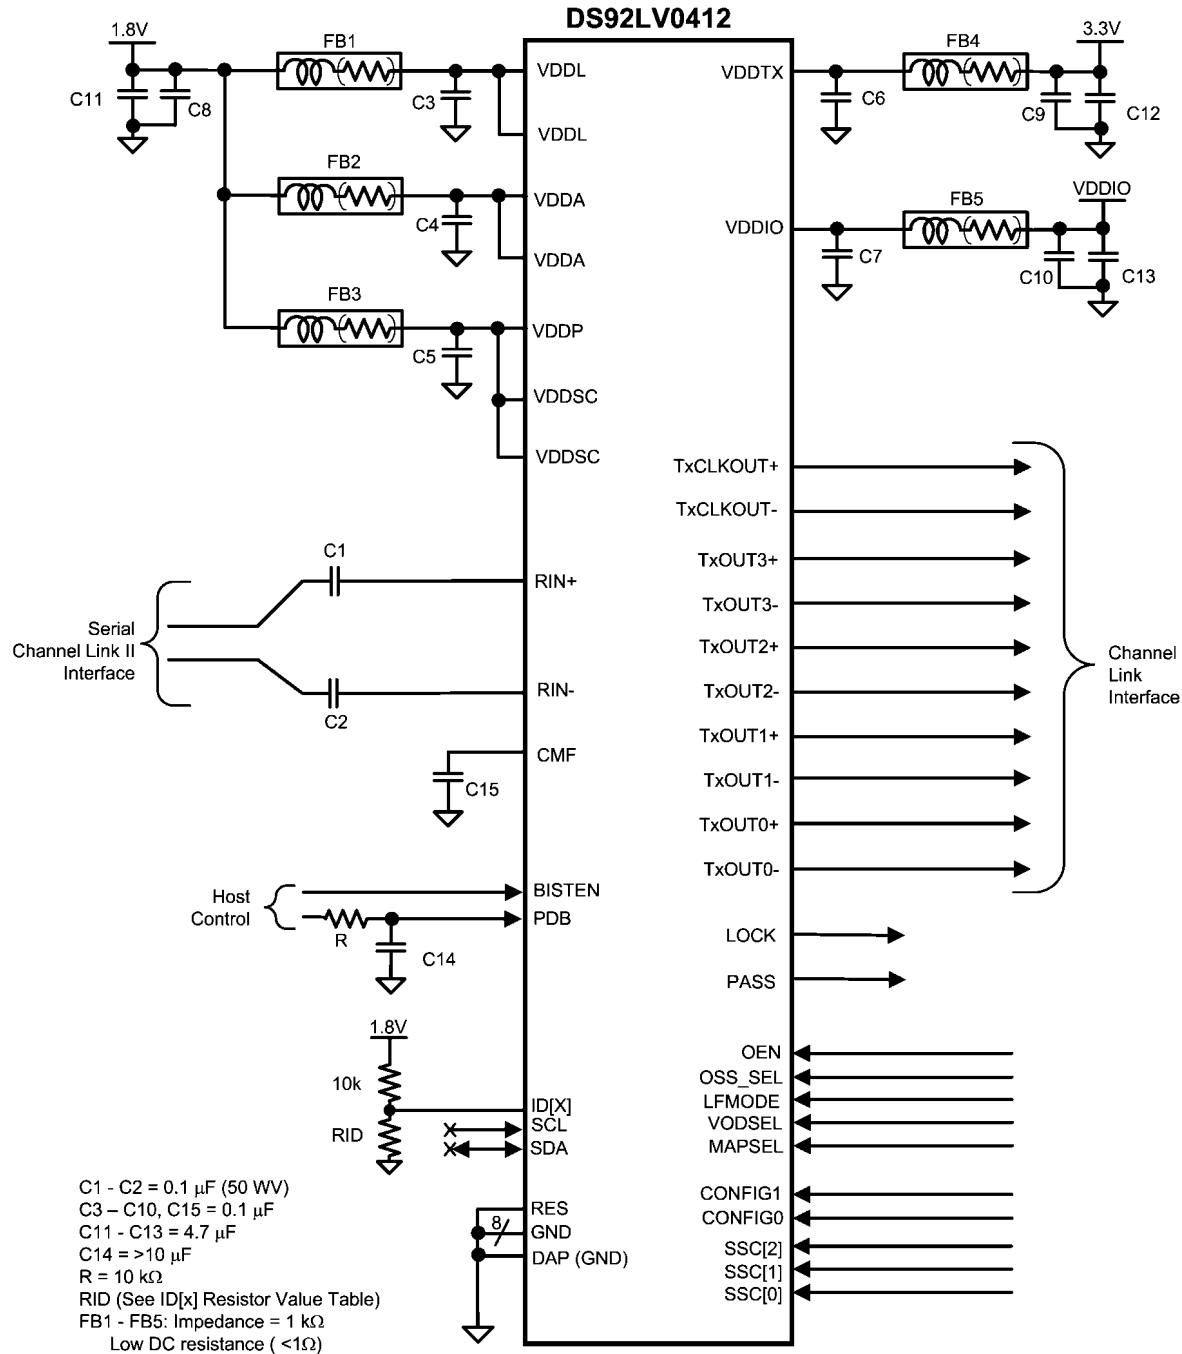 DS92LV0412
1.8V
FB1
C11
C8
C3
VDDL
VDDL
FB2
C4
VDDA
VDDA
FB3
C5
VDDP
VDDSC
VDDSC
VDDTX
C6
FB4
3.3V
C9
C12
VDDIO
C7
FB5
VDDIO
C10
C13
TxCLKOUT+
TxCLKOUT-
TxOUT3+
TxOUT3-
TxOUT2+
TxOUT2-
TxOUT1+
TxOUT1-
TxOUT0+
TxOUT0-
Channel
Link
Interface
C1
RIN+
Serial
Channel Link II
Interface
C2
RIN-
CMF
C15
Host
Control
BISTEN
PDB
R
C14
LOCK
PASS
1.8V
10k
RID
ID[X]
SCL
SDA
OEN
OSS_SEL
LFMODE
VODSEL
MAPSEL
CONFIG1
CONFIG0
SSC[2]
SSC[1]
SSC[0]
RES
8
GND
DAP (GND)
C1 - C2 = 0.1 μF (50 WV)
C3 – C10, C15 = 0.1 μF
C11 - C13 = 4.7 μF
C14 = >10 μF
R = 10 kΩ
RID (See ID[x] Resistor Value Table)
FB1 - FB5: Impedance = 1 kΩ
Low DC resistance ( <1Ω)